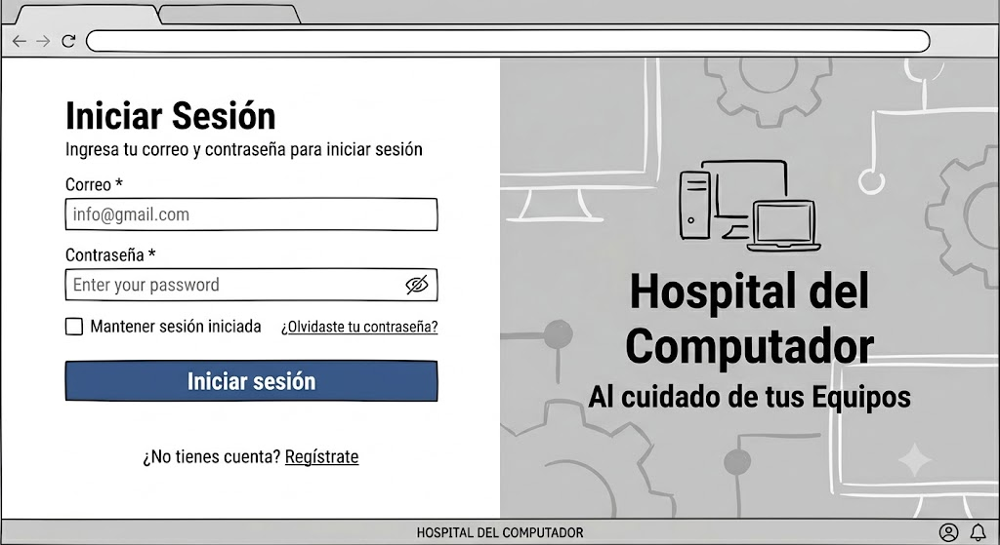 Iniciar Sesión
Ingresa tu correo y contraseña para iniciar sesión
Correo *
info@gmail.com
Contraseña *
Enter your password
Mantener sesión iniciada ¿Olvidaste tu contraseña?
Iniciar sesión
¿No tienes cuenta? Regístrate
Hospital del
Computador
Al cuidado de tus Equipos
HOSPITAL DEL COMPUTADOR